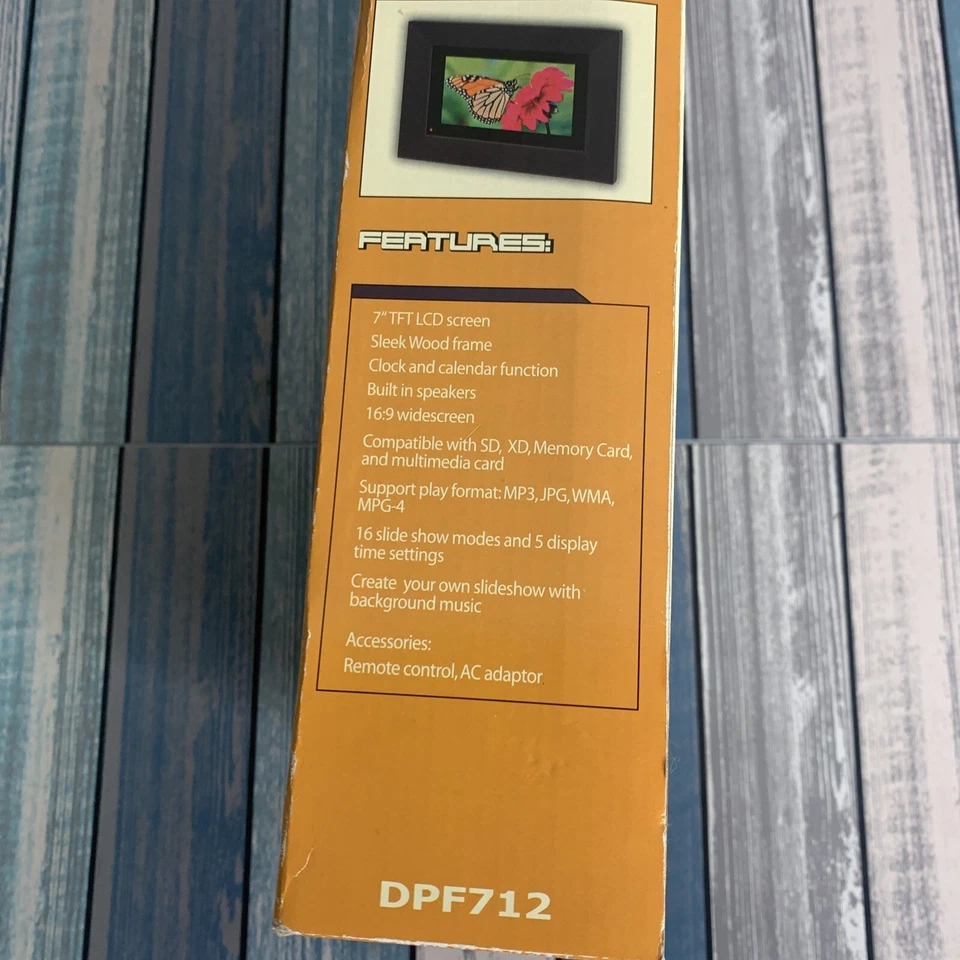 FEATURES:
7" TFT LCD screen
Sleek Wood frame
Clock and calendar function
Built in speakers
16:9 widescreen
Compatible with SD, XD, Memory Card,
and multimedia card
Support play format: MP3, JPG, WMA,
MPG-4
16 slide show modes and 5 display
time settings
Create your own slideshow with
background music
Accessories:
Remote control, AC adaptor
DPF712